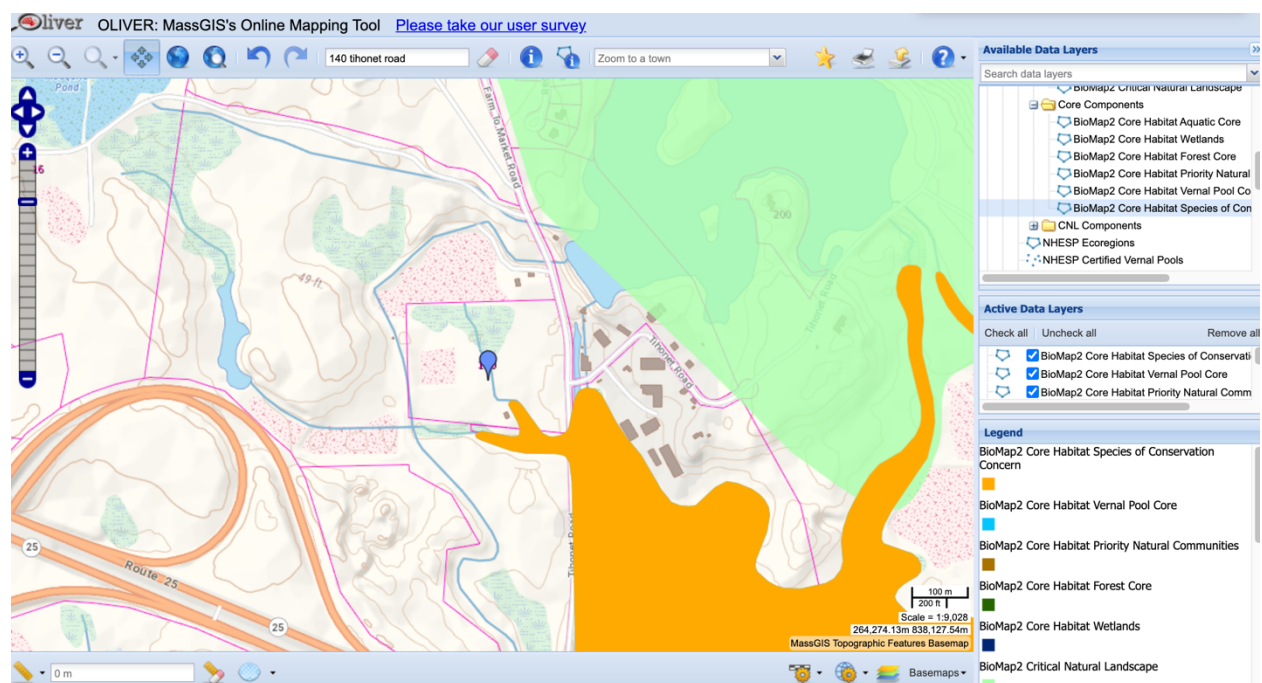 Oliver OLIVER: MassGIS's Online Mapping Tool Please take our user survey
140 tihonet road
Zoom to a town
Pond
16
Farm To Market Road
49 ft.
200
Tihonet Road
Tihonet Road
Tihonet Road
25
Route 25
25
100 m
200 ft
Scale = 1:9,028
264,274.13m 838,127.54m
MassGIS Topographic Features Basemap
0 m
Basemaps
Available Data Layers
Search data layers
BioMap2 Critical Natural Landscape
Core Components
BioMap2 Core Habitat Aquatic Core
BioMap2 Core Habitat Wetlands
BioMap2 Core Habitat Forest Core
BioMap2 Core Habitat Priority Natural
BioMap2 Core Habitat Vernal Pool Co
BioMap2 Core Habitat Species of Con
CNL Components
NHESP Ecoregions
NHESP Certified Vernal Pools
Active Data Layers
Check all Uncheck all Remove all
BioMap2 Core Habitat Species of Conservati
BioMap2 Core Habitat Vernal Pool Core
BioMap2 Core Habitat Priority Natural Comm
Legend
BioMap2 Core Habitat Species of Conservation
Concern
BioMap2 Core Habitat Vernal Pool Core
BioMap2 Core Habitat Priority Natural Communities
BioMap2 Core Habitat Forest Core
BioMap2 Core Habitat Wetlands
BioMap2 Critical Natural Landscape